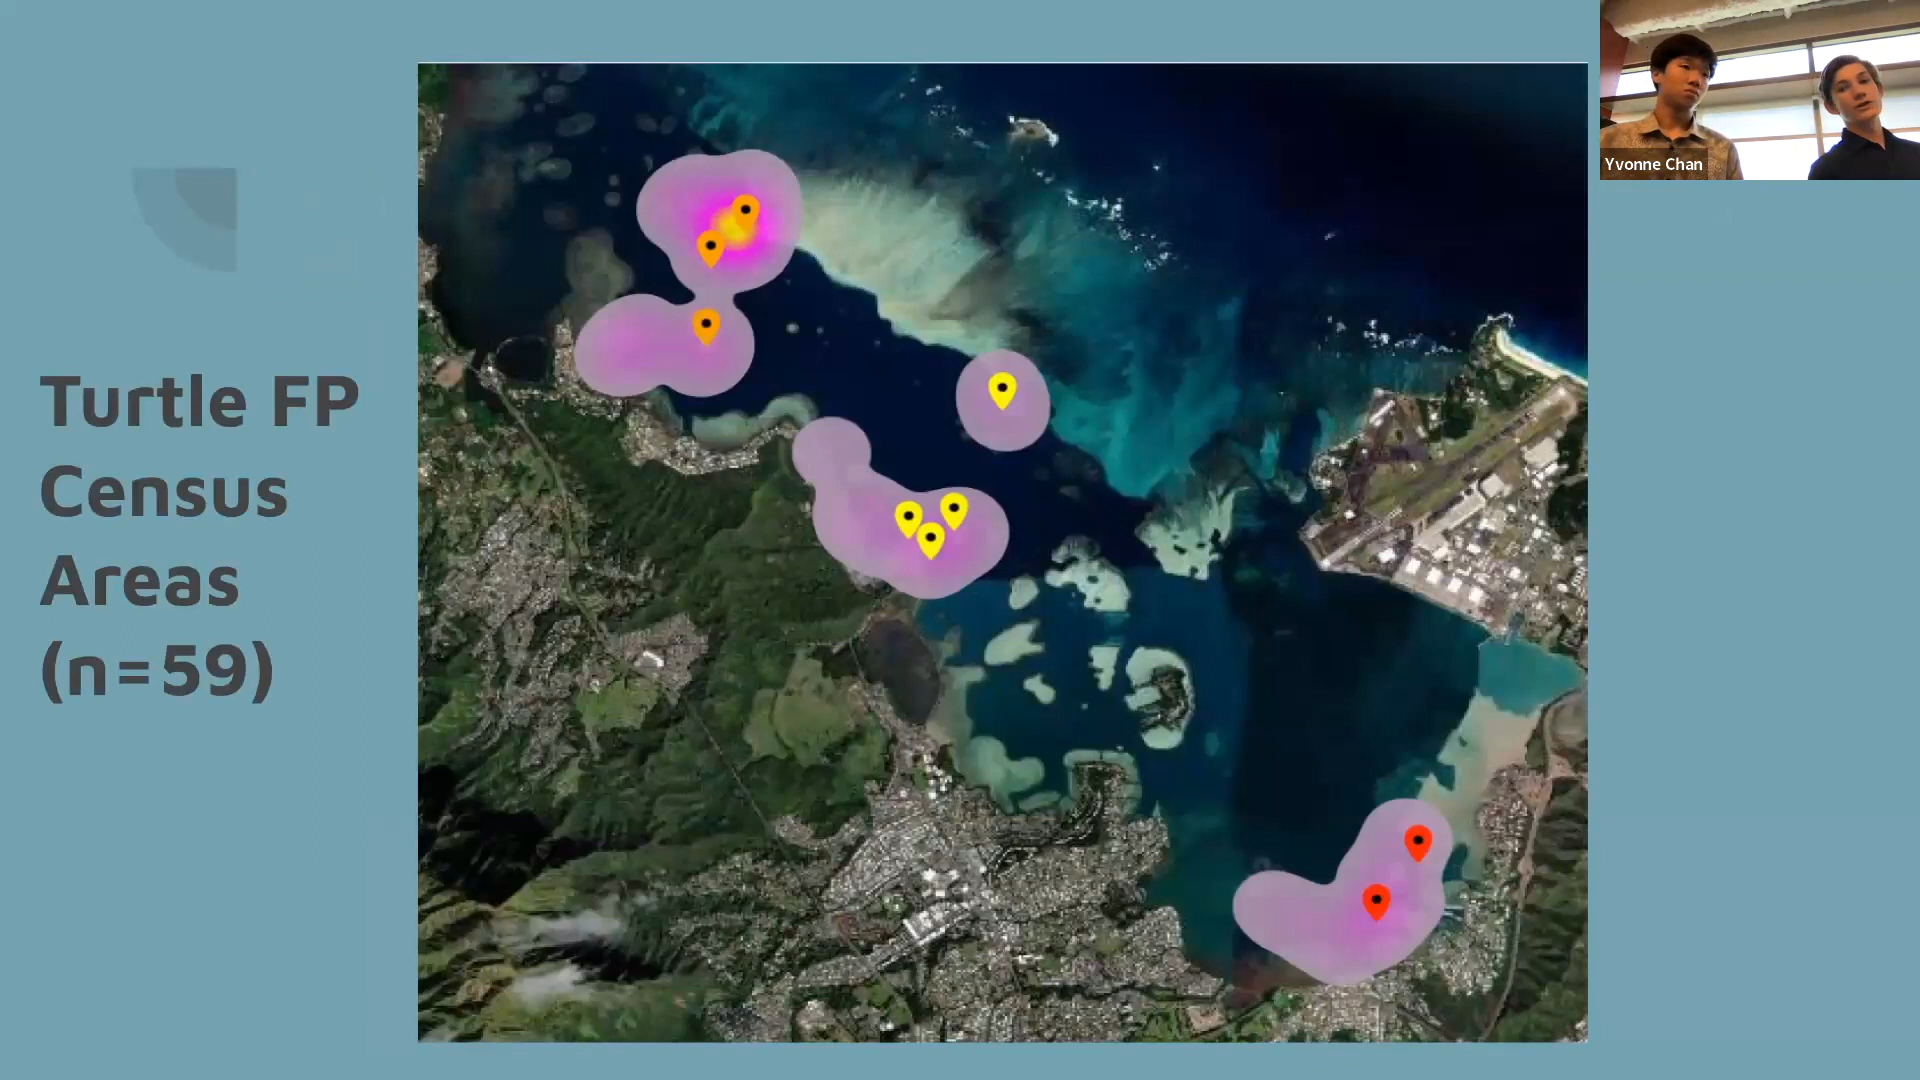 Turtle FP
Census
Areas
(n=59)
Yvonne Chan